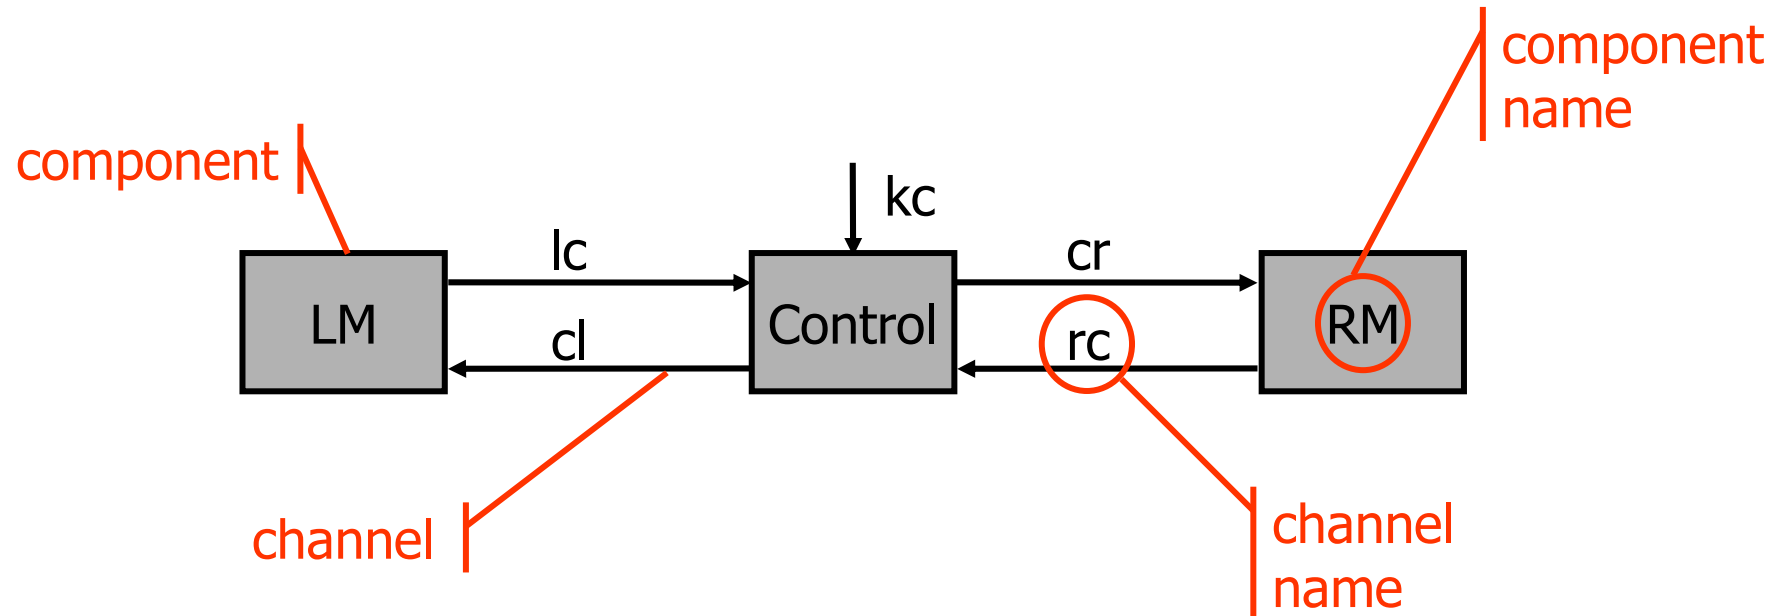 component
name
component
kc
lc
cr
LM
Control
RM
cl
rc
channel
channel
name